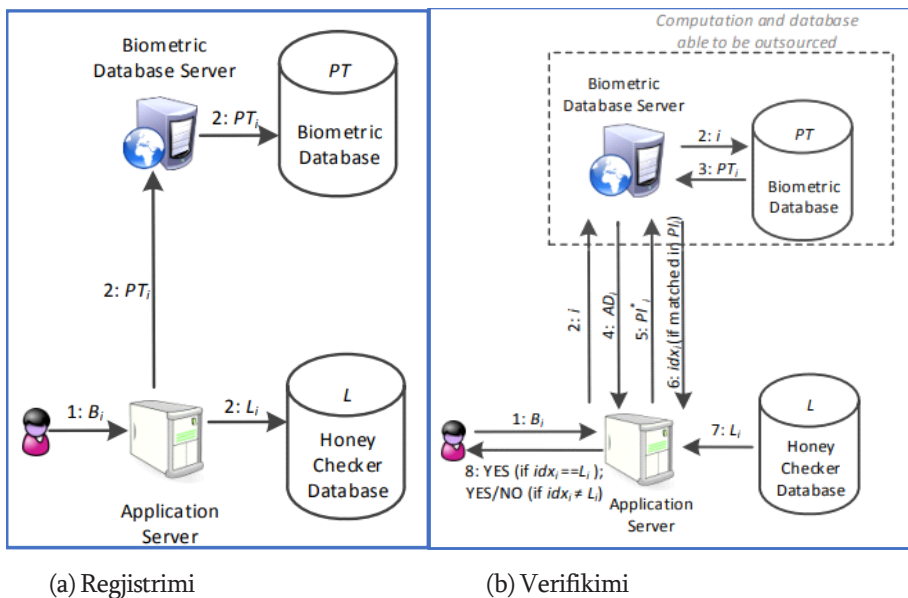 Biometric
Database Server
PT
Biometric
Database
2: PTᵢ
2: PTᵢ
1: Bᵢ
2: Lᵢ
L
Honey
Checker
Database
Application
Server
(a) Regjistrimi
Computation and database
able to be outsourced
Biometric
Database Server
2: i
3: PTᵢ
PT
Biometric
Database
2: i
4: ADᵢ
5: PI*ᵢ
6: idxᵢ (if matched in PIᵢ)
1: Bᵢ
8: YES (if idxᵢ ==Lᵢ );
YES/NO (if idxᵢ ≠ Lᵢ)
7: Lᵢ
L
Honey
Checker
Database
Application
Server
(b) Verifikimi